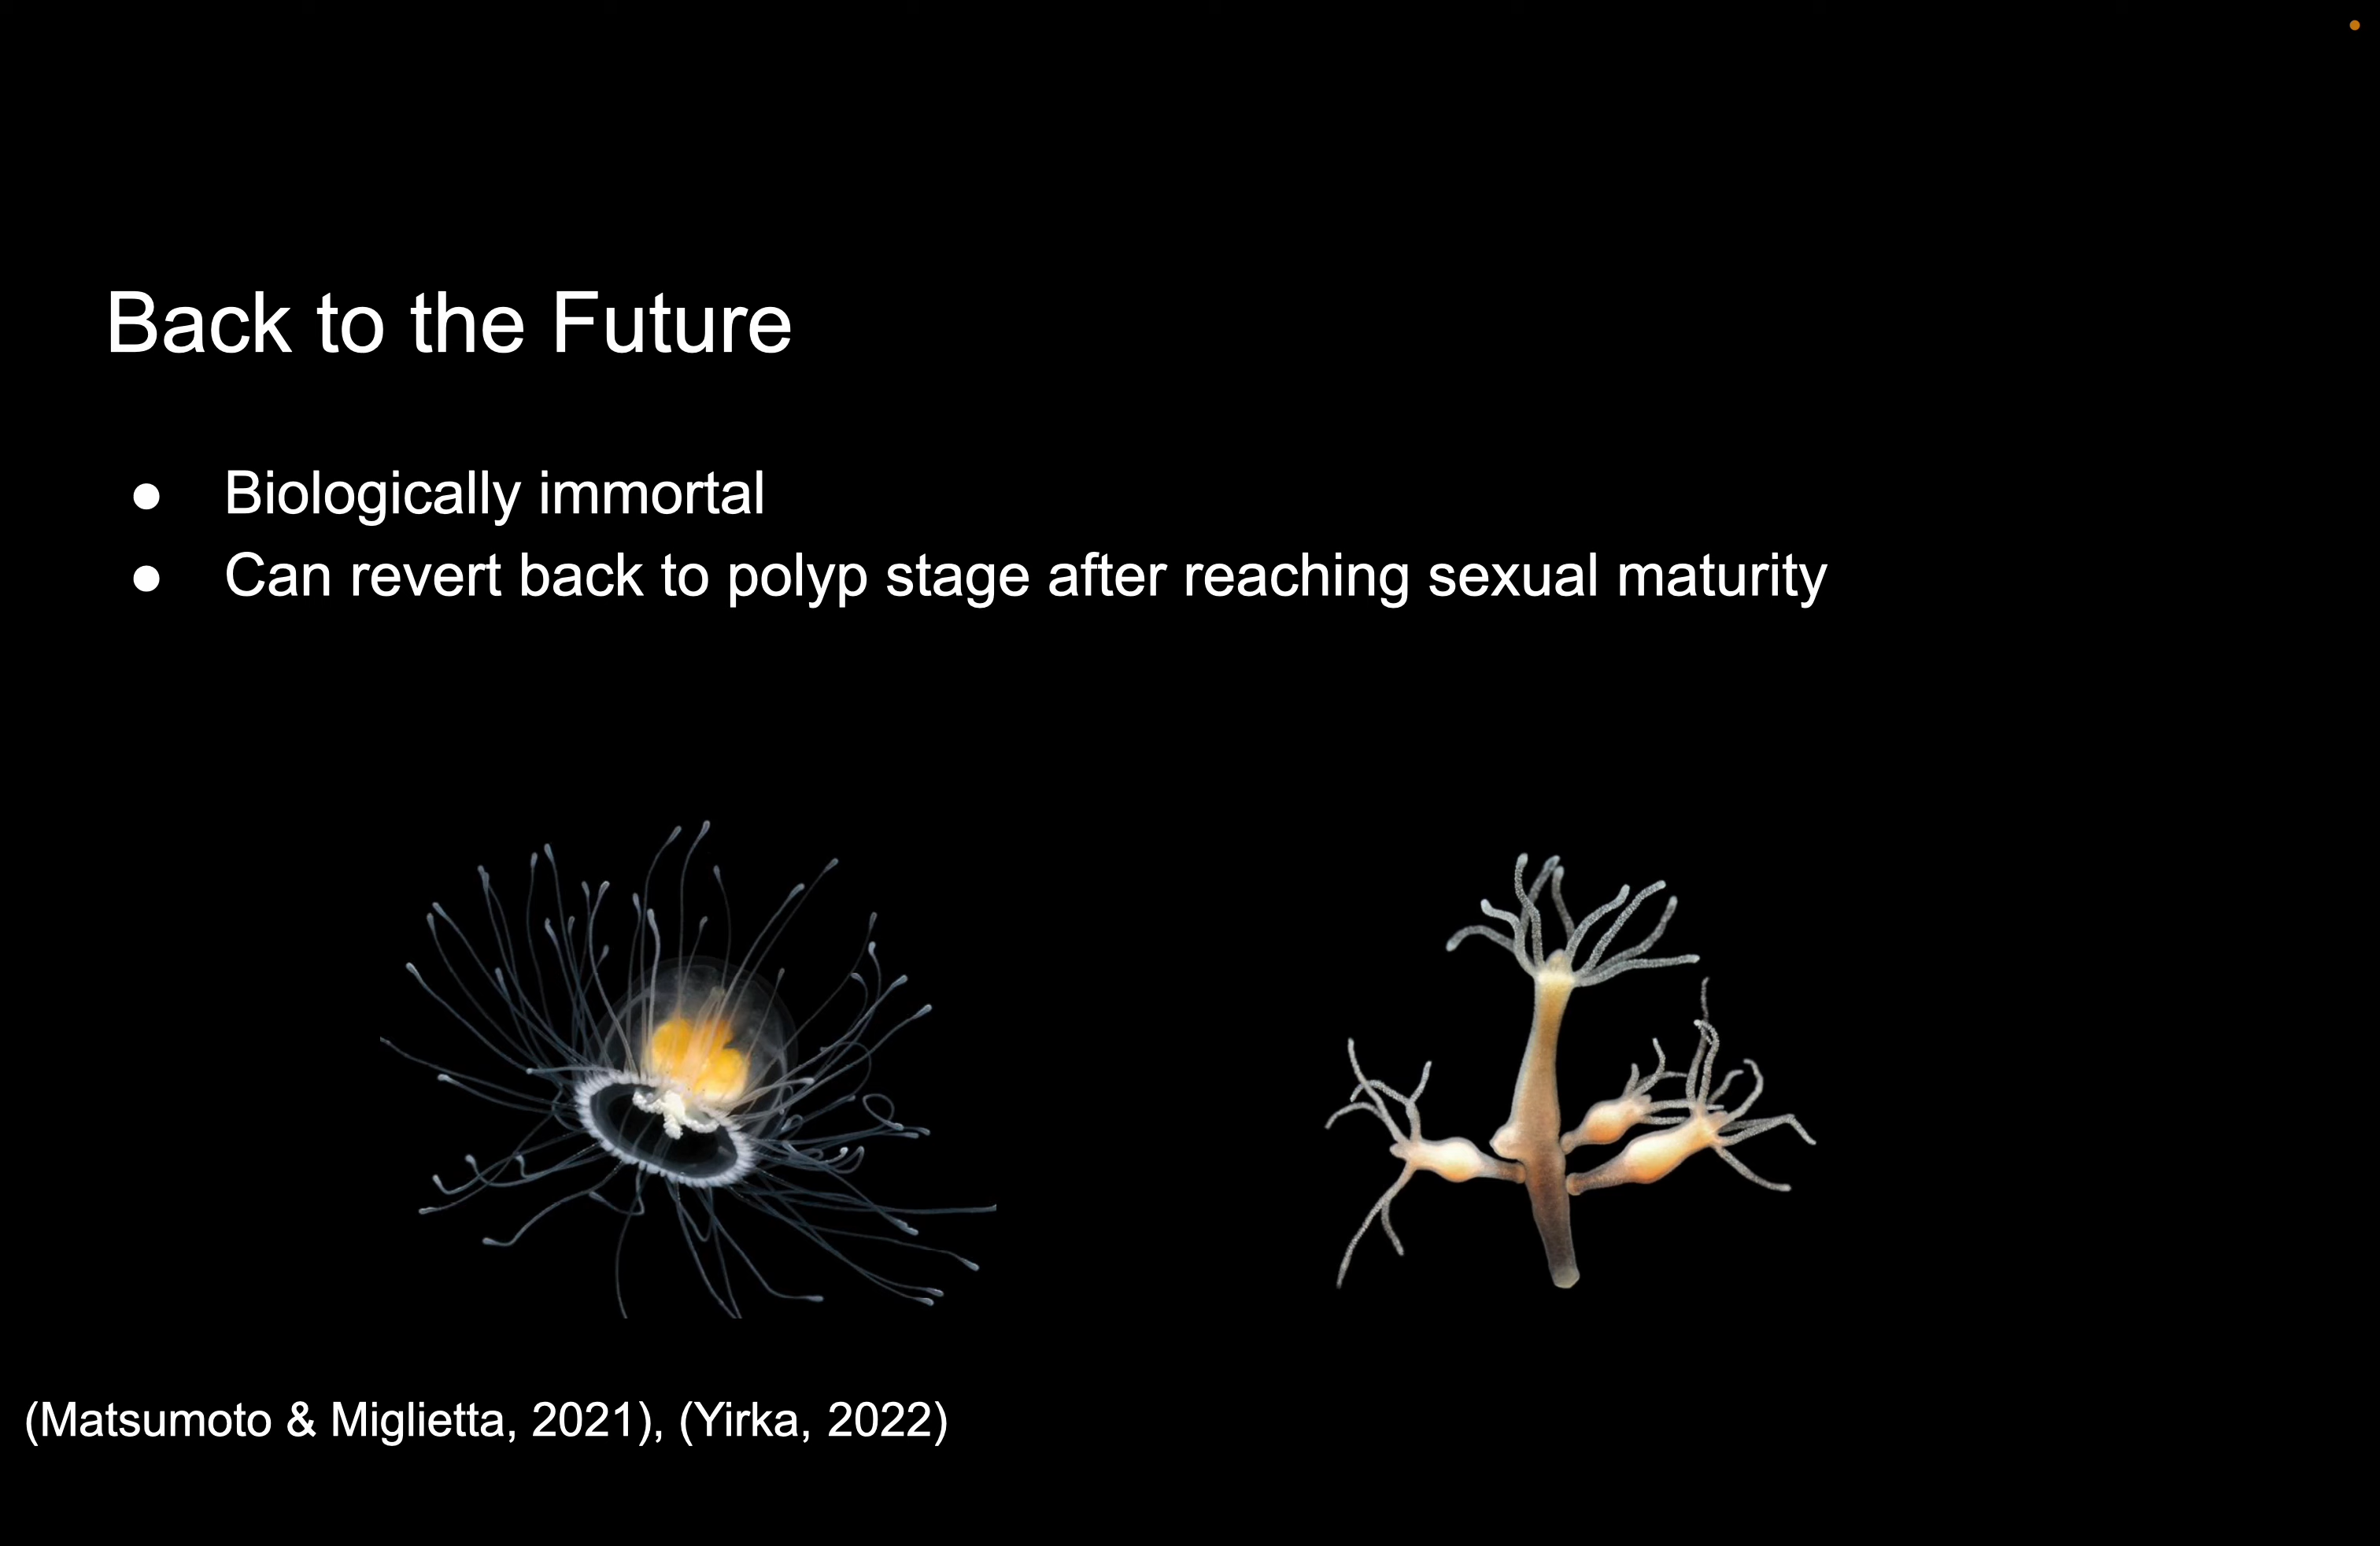 Back to the Future
● Biologically immortal
● Can revert back to polyp stage after reaching sexual maturity
(Matsumoto & Miglietta, 2021), (Yirka, 2022)